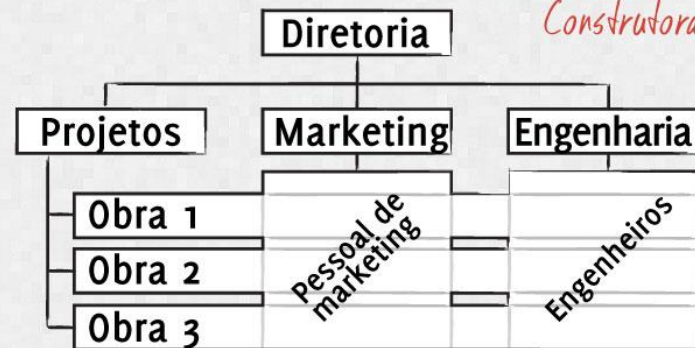 Construtora
Diretoria
Projetos
Marketing
Engenharia
Obra 1
Obra 2
Obra 3
Pessoal de
marketing
Engenheiros